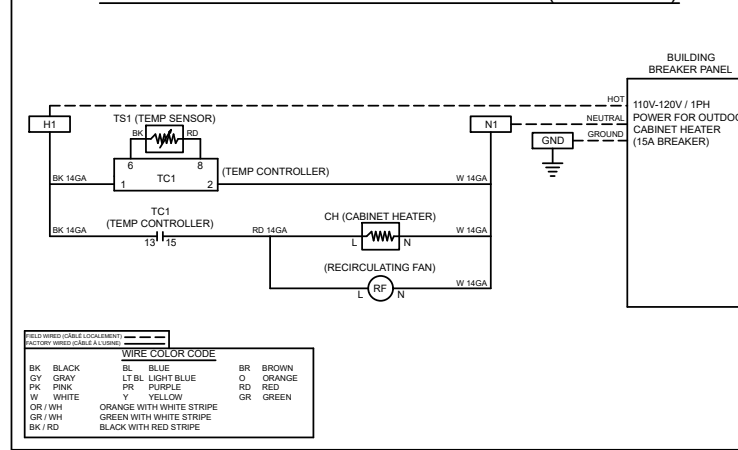 BUILDING
BREAKER PANEL
HOT
110V-120V / 1PH
H1
TS1 (TEMP SENSOR)
N1
NEUTRAL
POWER FOR OUTDOO
GND
GROUND
CABINET HEATER
(15A BREAKER)
BK
RD
6
8
(TEMP CONTROLLER)
BK 14GA
1
TC1
2
W 14GA
TC1
(TEMP CONTROLLER)
CH (CABINET HEATER)
BK 14GA
13
15
RD 14GA
L
N
W 14GA
(RECIRCULATING FAN)
L
RF
N
W 14GA
FIELD WIRED (CÂBLÉ LOCALEMENT)
FACTORY WIRED (CÂBLÉ À L'USINE)
WIRE COLOR CODE
BK BLACK BL BLUE BR BROWN
GY GRAY LT BL LIGHT BLUE O ORANGE
PK PINK PR PURPLE RD RED
W WHITE Y YELLOW GR GREEN
OR / WH ORANGE WITH WHITE STRIPE
GR / WH GREEN WITH WHITE STRIPE
BK / RD BLACK WITH RED STRIPE